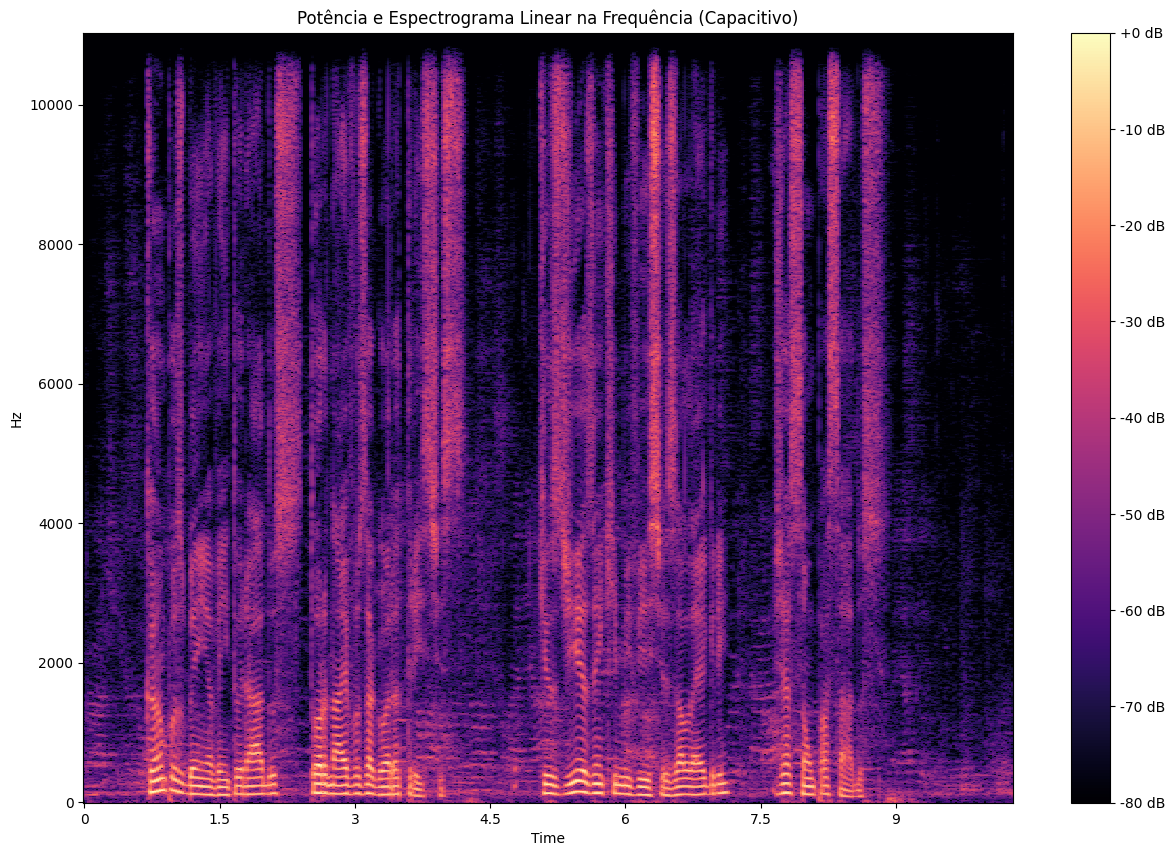 Potência e Espectrograma Linear na Frequência (Capacitivo)
+0 dB
10000
-10 dB
8000
-20 dB
-30 dB
6000
Hz
-40 dB
-50 dB
4000
-60 dB
2000
-70 dB
0
-80 dB
0 1.5 3 4.5 6 7.5 9
Time